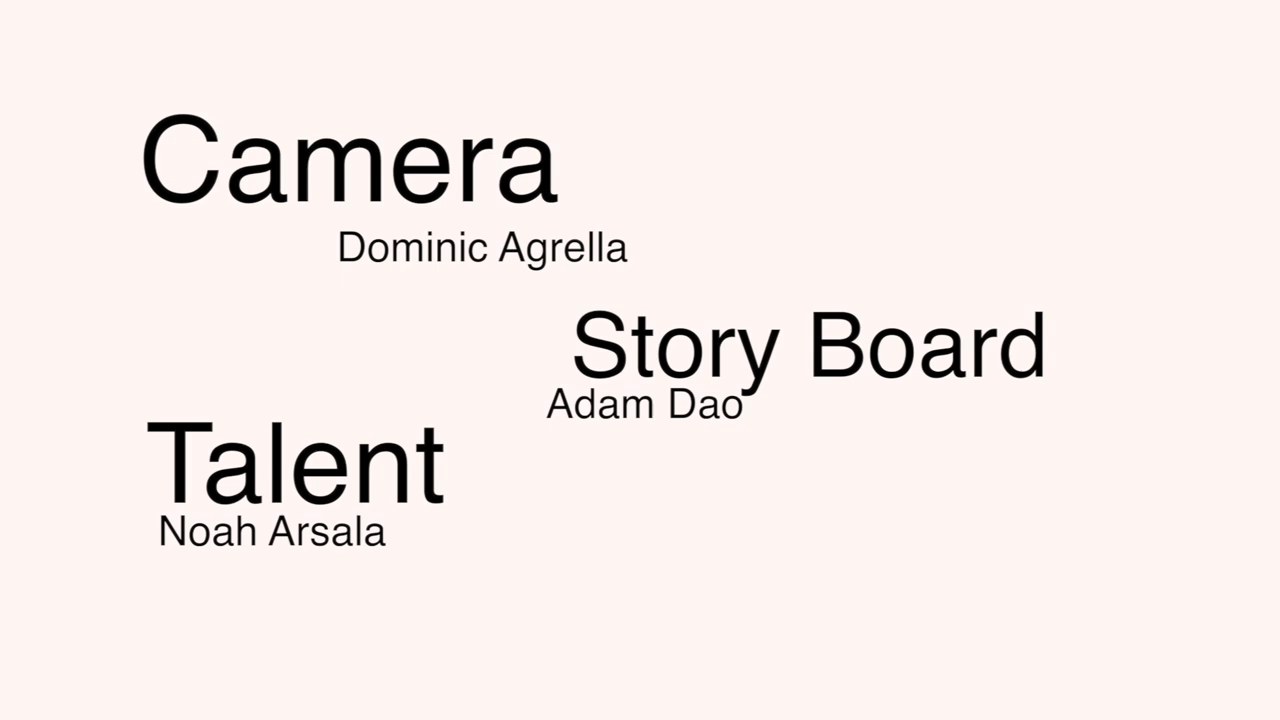 Camera
Dominic Agrella
Story Board
Adam Dao
Talent
Noah Arsala